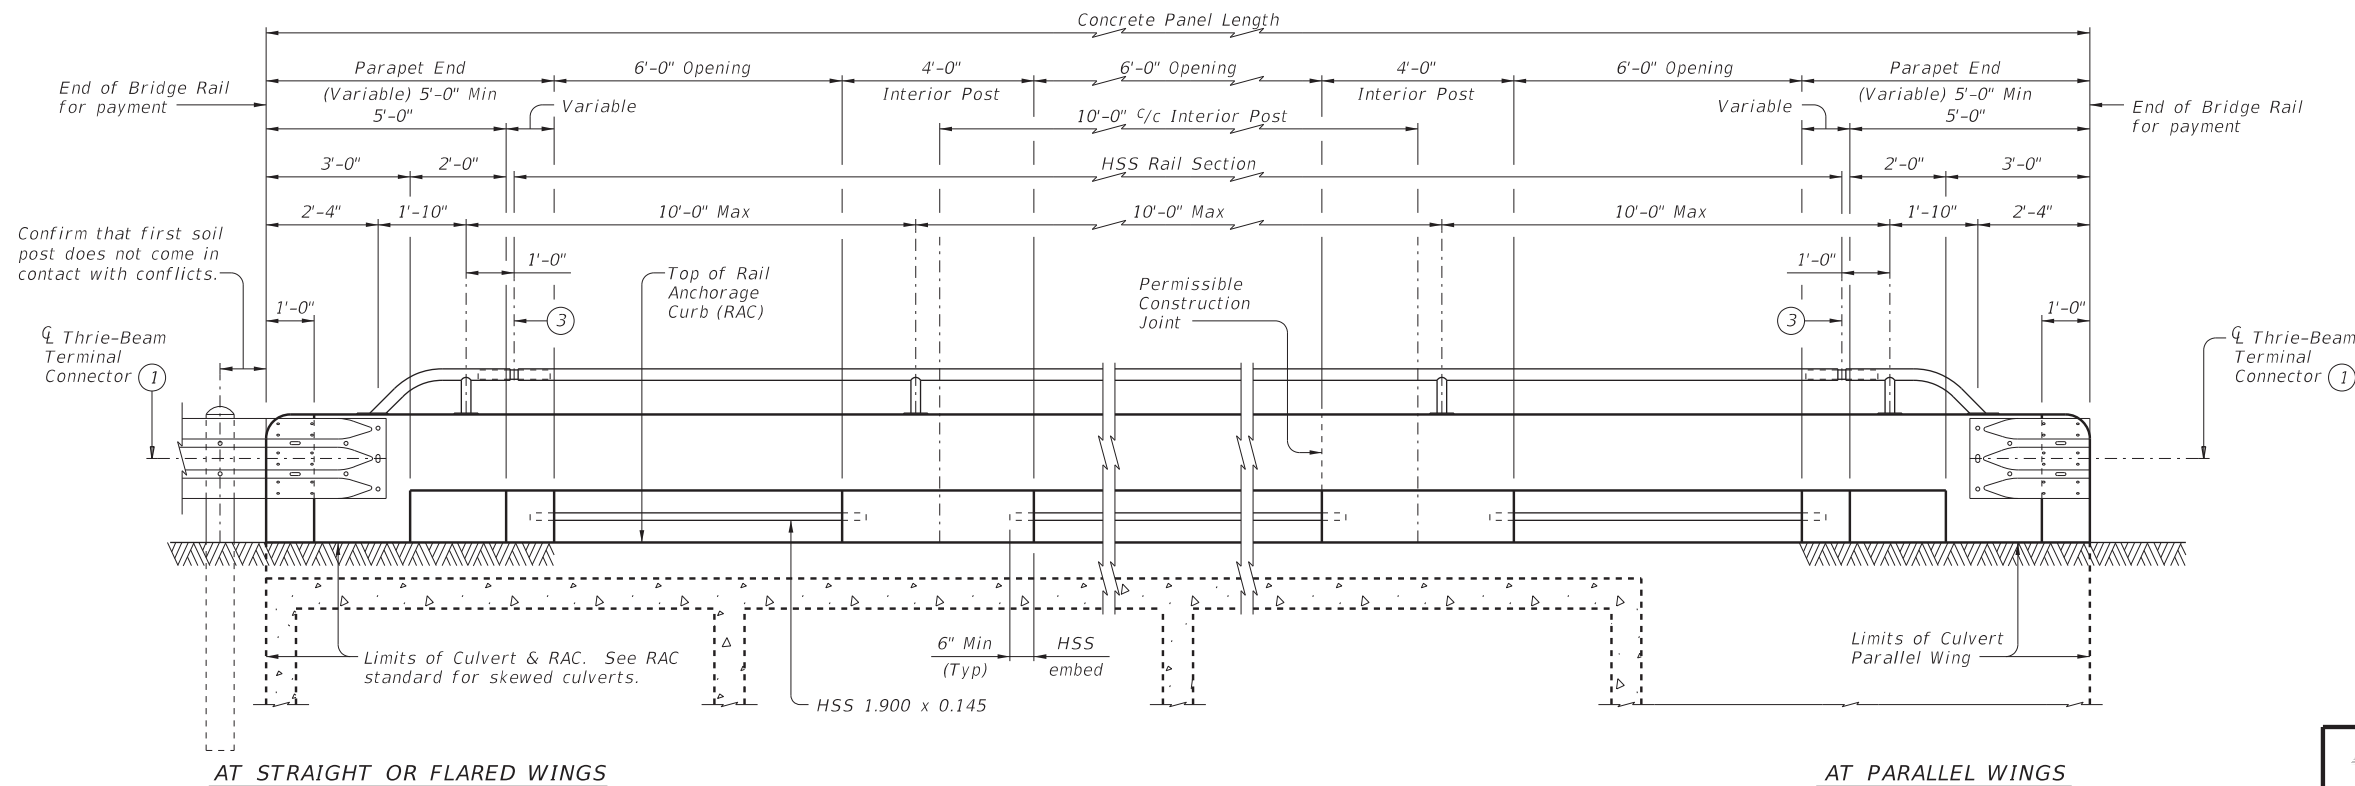 Concrete Panel Length
Parapet End
6'-0" Opening
4'-0"
6'-0" Opening
4'-0"
6'-0" Opening
Parapet End
End of Bridge Rail
for payment
(Variable) 5'-0" Min
Interior Post
Interior Post
(Variable) 5'-0" Min
End of Bridge Rail
for payment
5'-0"
Variable
10'-0" C/c Interior Post
Variable
5'-0"
3'-0"
2'-0"
HSS Rail Section
2'-0"
3'-0"
2'-4"
1'-10"
10'-0" Max
10'-0" Max
10'-0" Max
1'-10"
2'-4"
Confirm that first soil
post does not come in
contact with conflicts.
1'-0"
Top of Rail
Anchorage
Curb (RAC)
Permissible
Construction
Joint
1'-0"
1'-0"
3
3
1'-0"
℄ Thrie-Beam
Terminal
Connector 1
℄ Thrie-Beam
Terminal
Connector 1
Limits of Culvert & RAC. See RAC
standard for skewed culverts.
6" Min
(Typ)
HSS
embed
HSS 1.900 x 0.145
Limits of Culvert
Parallel Wing
AT STRAIGHT OR FLARED WINGS
AT PARALLEL WINGS